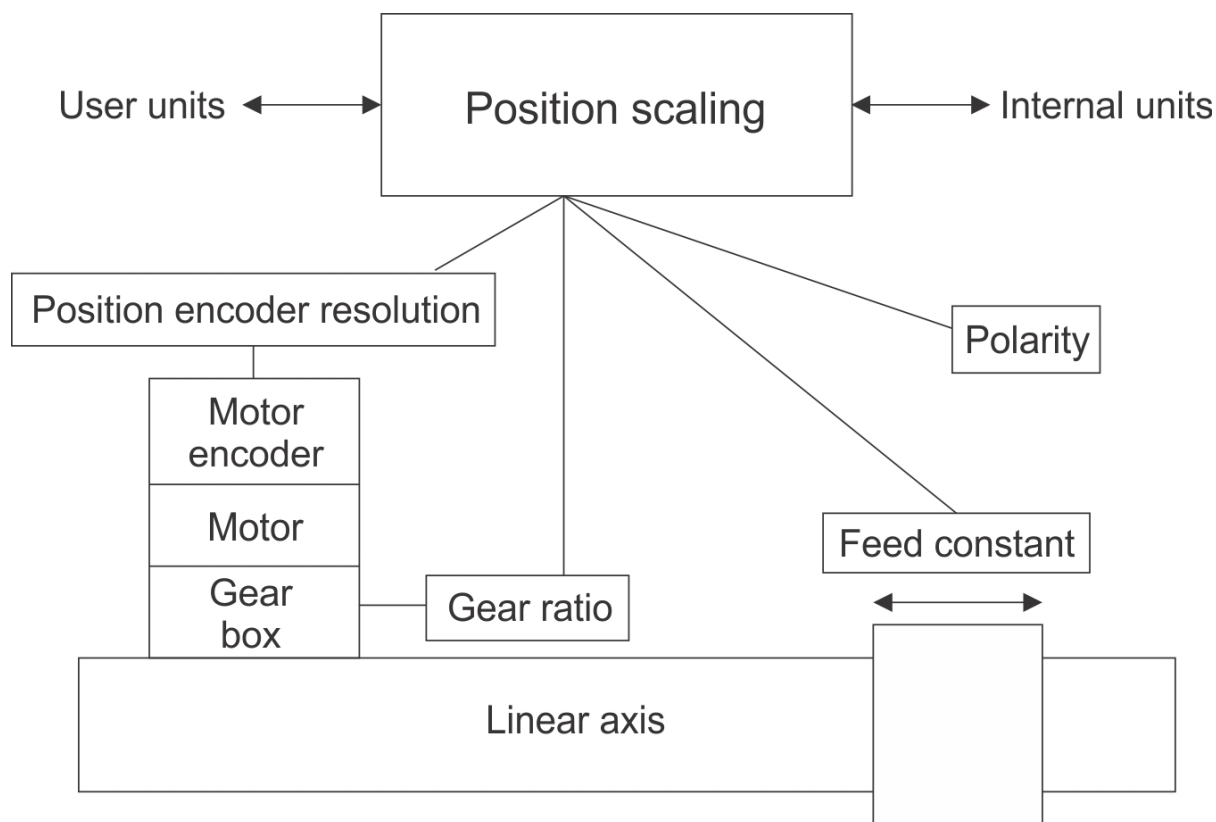 User units
Position scaling
Internal units
Position encoder resolution
Polarity
Motor
encoder
Motor
Feed constant
Gear
box
Gear ratio
Linear axis